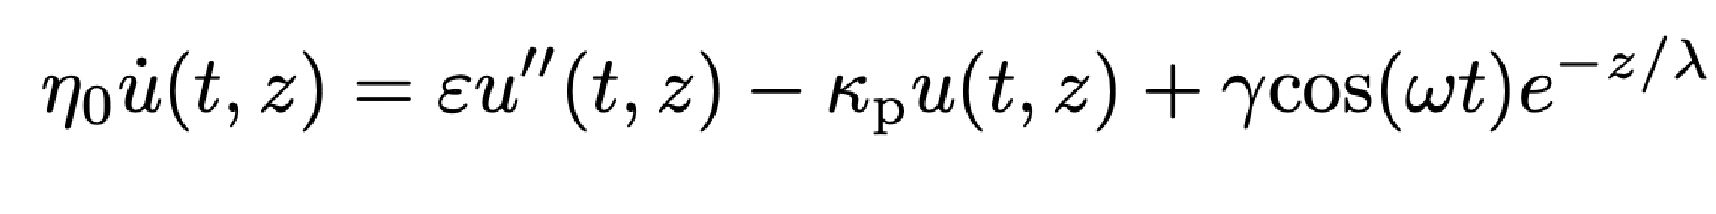 η₀u̇(t, z) = εu′′(t, z) − κₚu(t, z) + γcos(ωt)e^{−z/λ}